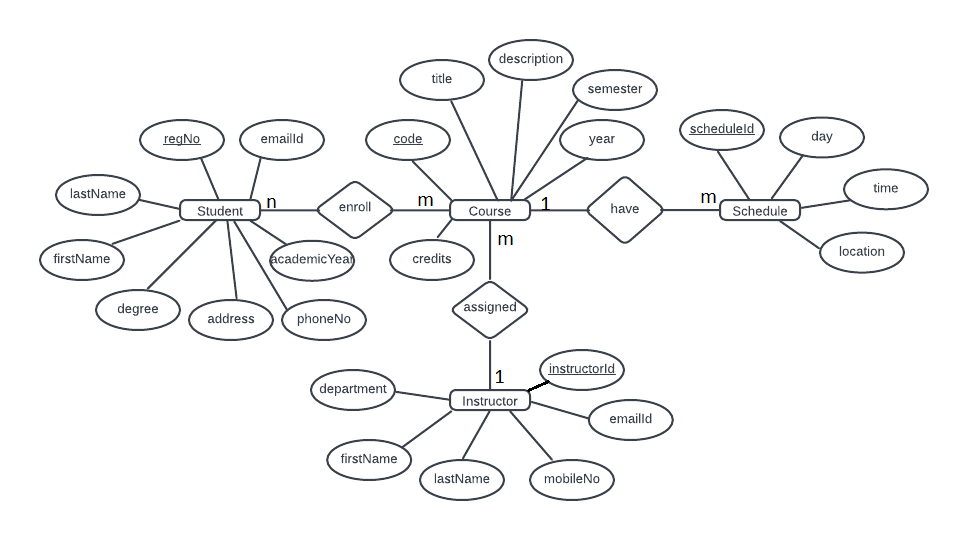 description
title
semester
scheduleId
day
regNo
emailId
code
year
time
lastName
n
enroll
m
1
have
m
Student
Course
Schedule
m
firstName
academicYear
credits
location
degree
address
phoneNo
assigned
1
instructorId
department
Instructor
emailId
firstName
lastName
mobileNo